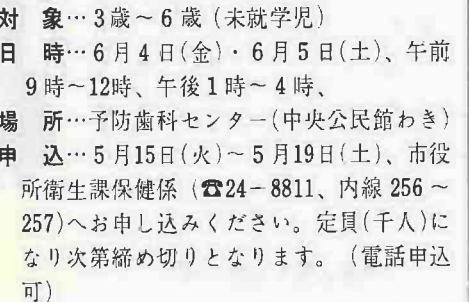 対　象…3歳～6歳（未就学児）
日　時…6月4日(金)・6月5日(土)、午前
9時～12時、午後1時～4時、
場　所…予防歯科センター(中央公民館わき)
申　込…5月15日(火)～5月19日(土)、市役
所衛生課保健係（☎24－8811、内線256～
257)へお申し込みください。定員(千人)に
なり次第締め切りとなります。（電話申込
可)